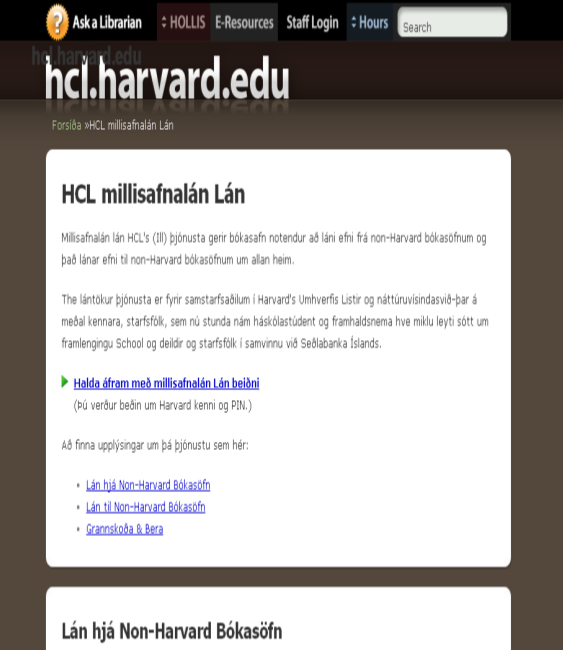 Ask a Librarian HOLLIS E-Resources Staff Login Hours Search
hcl.harvard.edu
hcl.harvard.edu
Forsíða »HCL millisafnalán Lán
HCL millisafnalán Lán
Millisafnalán lán HCL's (Ill) þjónusta gerir bókasafn notendur að láni efni frá non-Harvard bókasöfnum og
það lánar efni til non-Harvard bókasöfnum um allan heim.
The lántökur þjónusta er fyrir samstarfsaðilum í Harvard's Umhverfis Listir og náttúruvísindasvið-þar á
meðal kennara, starfsfólk, sem nú stunda nám háskólastúdent og framhaldsnema hve miklu leyti sótt um
framlengingu School og deildir og starfsfólk í samvinnu við Seðlabanka Íslands.
Halda áfram með millisafnalán Lán beiðni
(Þú verður beðin um Harvard kenni og PIN.)
Að finna upplýsingar um þá þjónustu sem hér:
• Lán hjá Non-Harvard Bókasöfn
• Lán til Non-Harvard Bókasöfn
• Grannskoða & Bera
Lán hjá Non-Harvard Bókasöfn